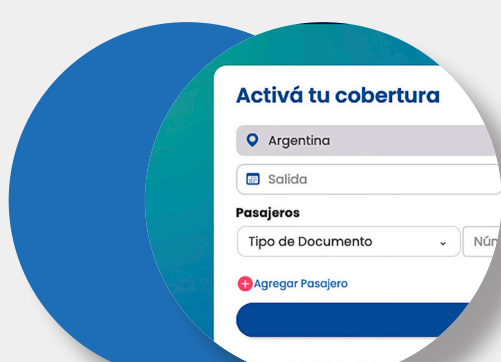 Activá tu cobertura
Argentina
Salida
Pasajeros
Tipo de Documento
Agregar Pasajero